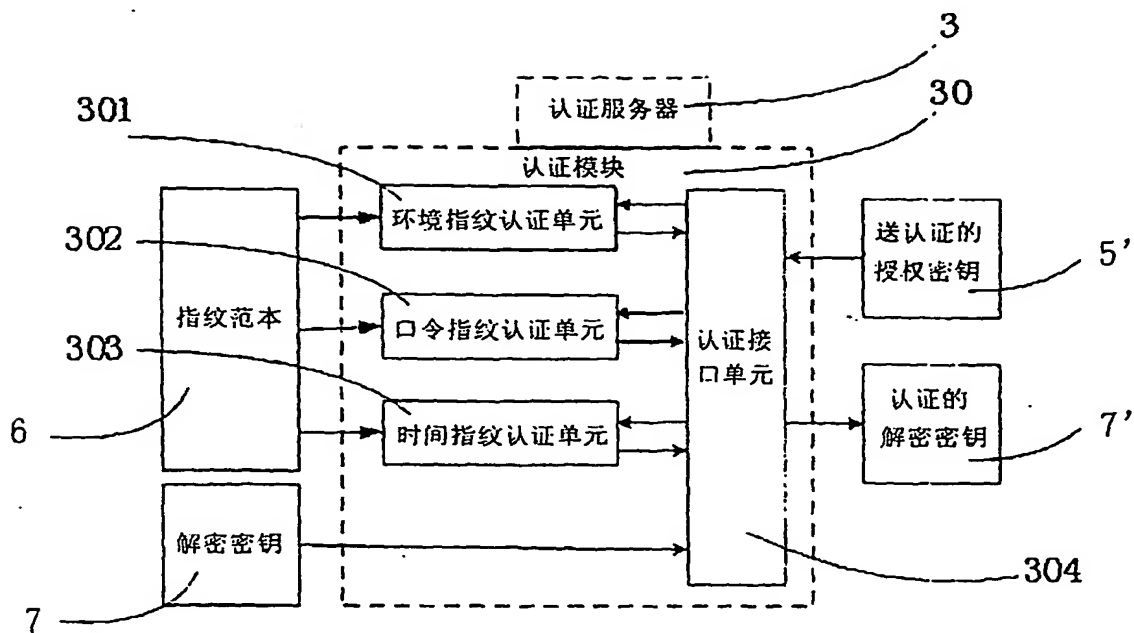 3
认证服务器
30
301
认证模块
环境指纹认证单元
302
送认证的
授权密钥
5'
指纹范本
口令指纹认证单元
303
认证接
口单元
6
时间指纹认证单元
认证的
解密密钥
7'
解密密钥
304
7